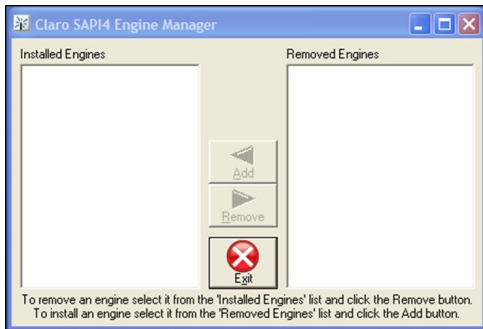 Claro SAPI4 Engine Manager
Installed Engines
Removed Engines
Add
Remove
Exit
To remove an engine select it from the 'Installed Engines' list and click the Remove button.
To install an engine select it from the 'Removed Engines' list and click the Add button.